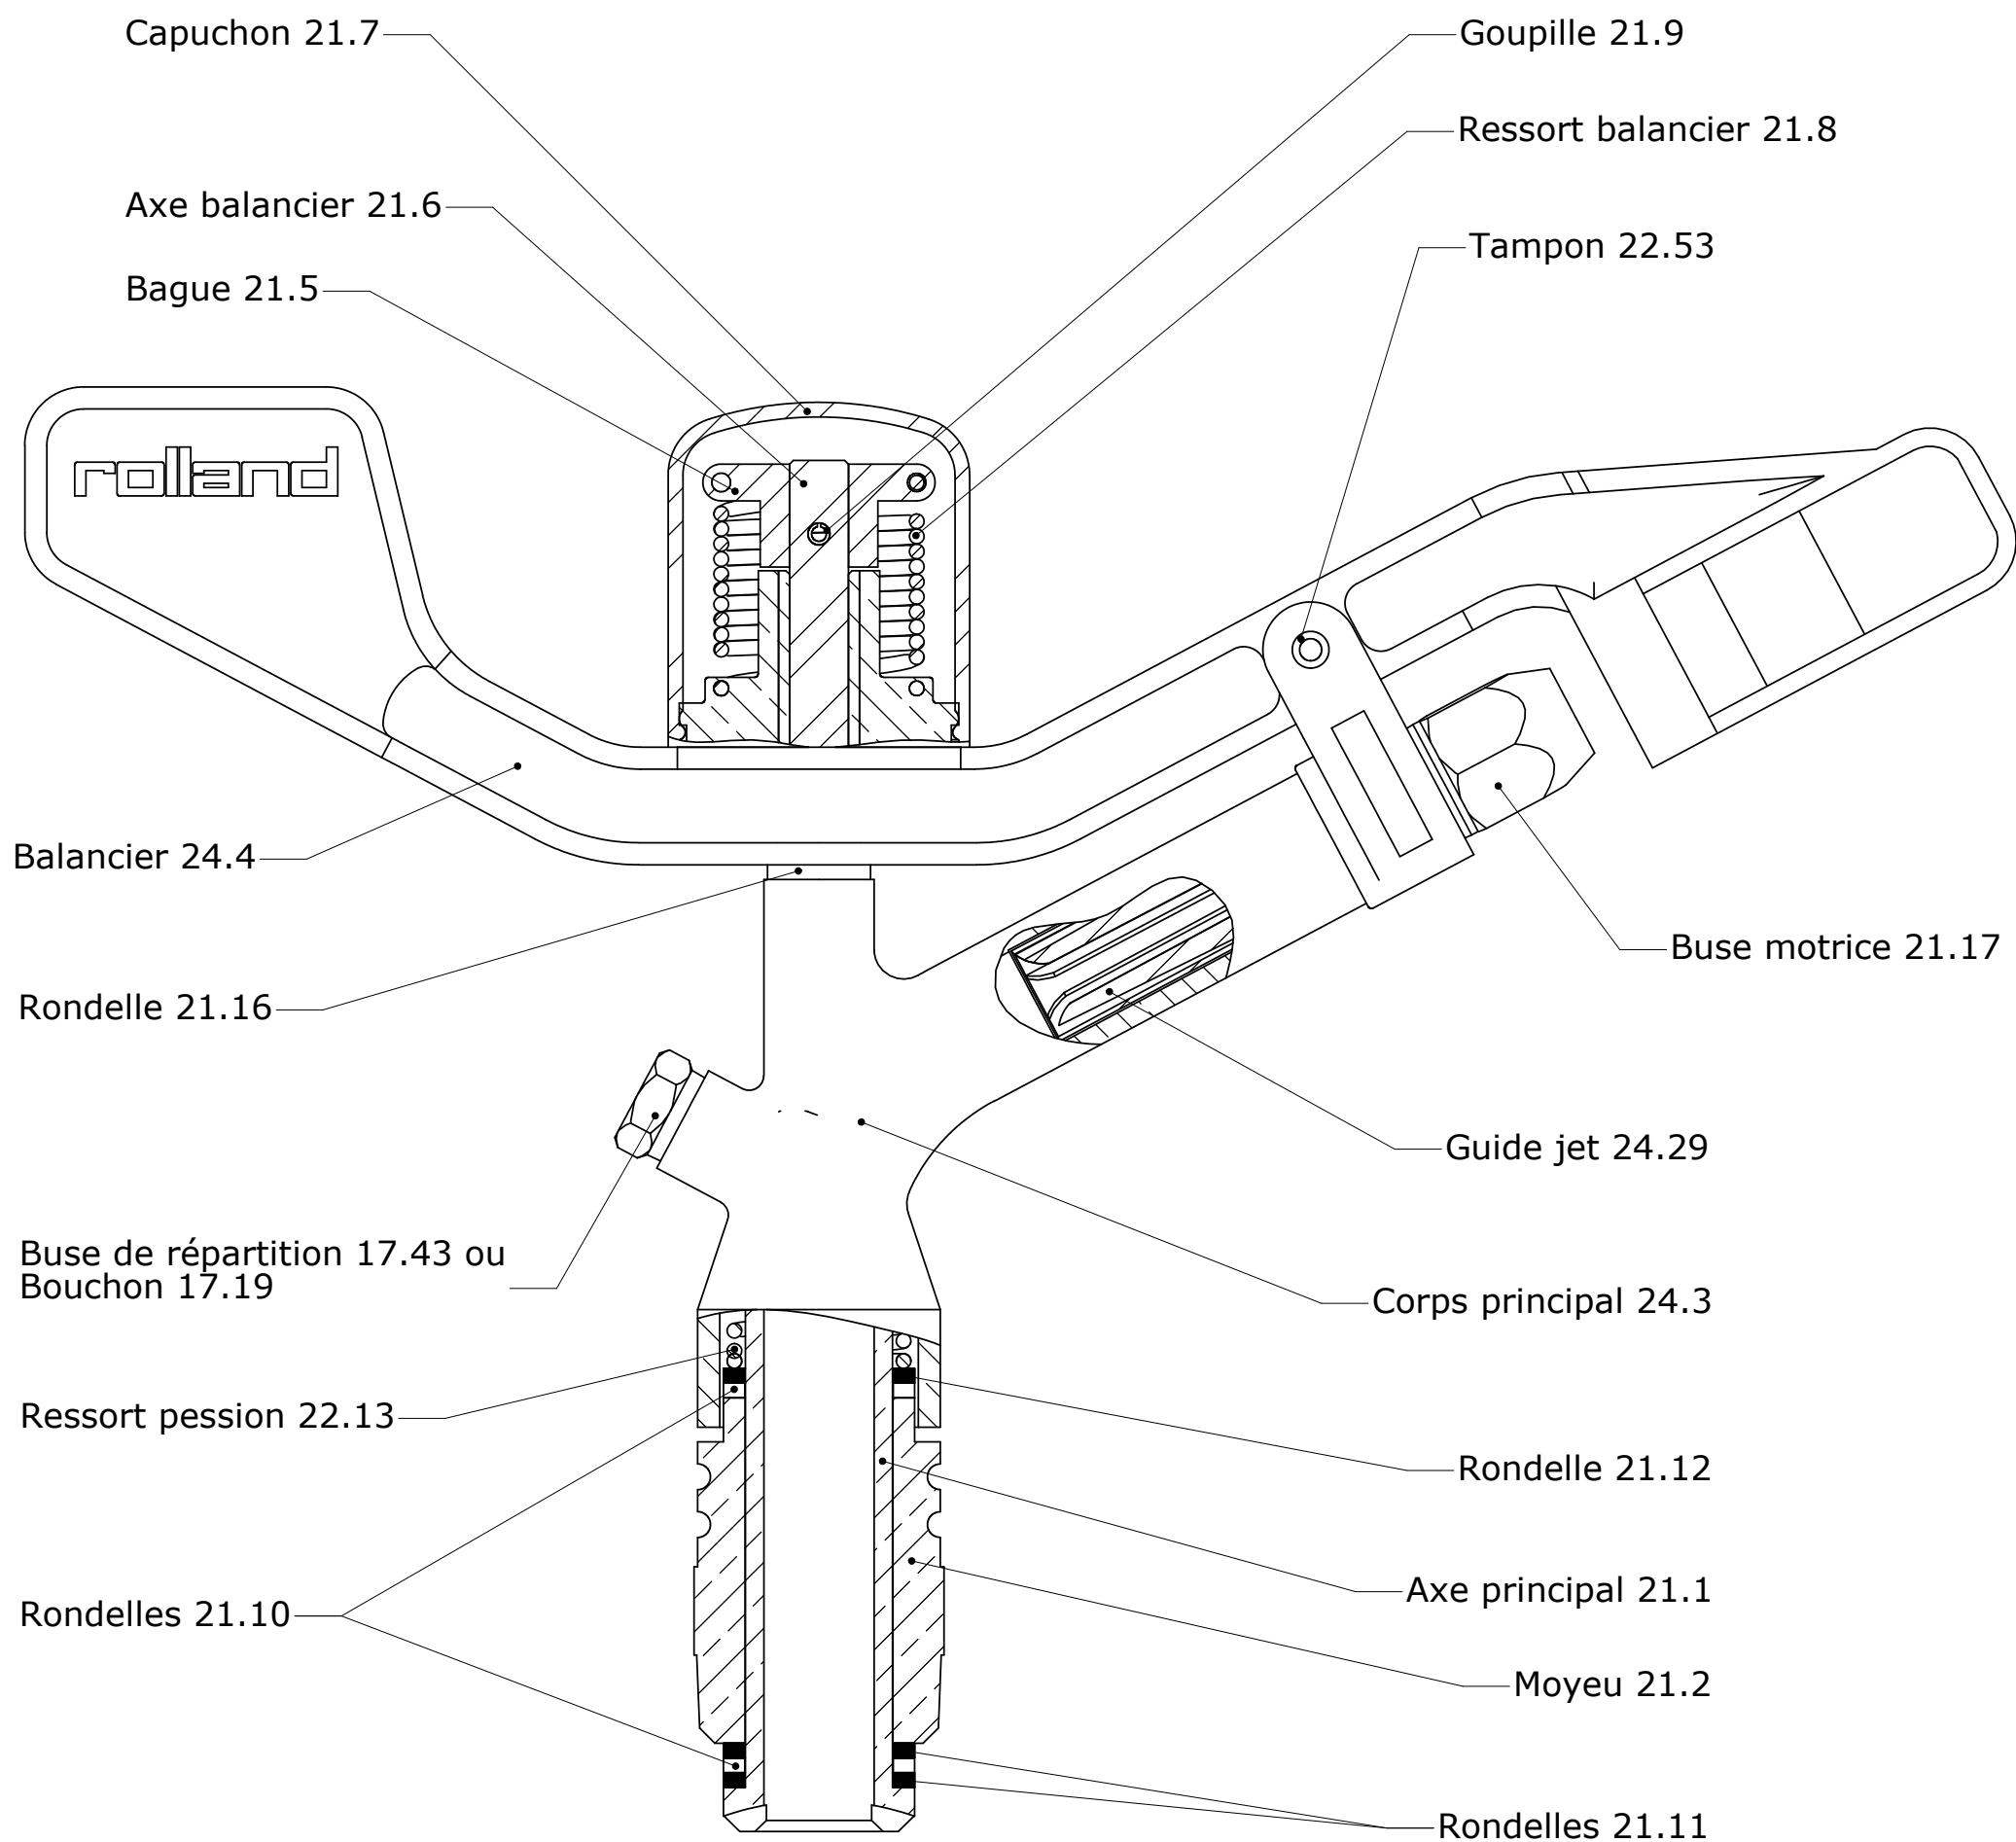 Capuchon 21.7
Goupille 21.9
Ressort balancier 21.8
Axe balancier 21.6
Tampon 22.53
Bague 21.5
rolland
Balancier 24.4
Buse motrice 21.17
Rondelle 21.16
Guide jet 24.29
Buse de répartition 17.43 ou
Bouchon 17.19
Corps principal 24.3
Ressort pession 22.13
Rondelle 21.12
Axe principal 21.1
Rondelles 21.10
Moyeu 21.2
Rondelles 21.11